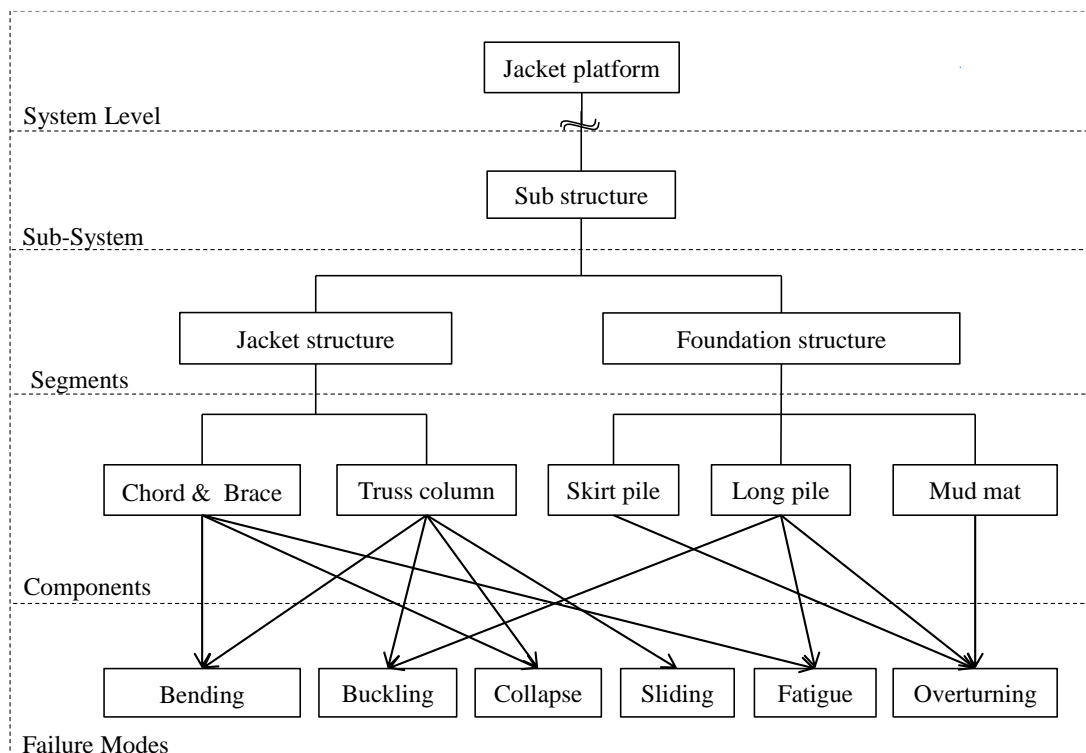 Jacket platform
System Level
Sub structure
Sub-System
Jacket structure
Foundation structure
Segments
Chord & Brace
Truss column
Skirt pile
Long pile
Mud mat
Components
Bending
Buckling
Collapse
Sliding
Fatigue
Overturning
Failure Modes